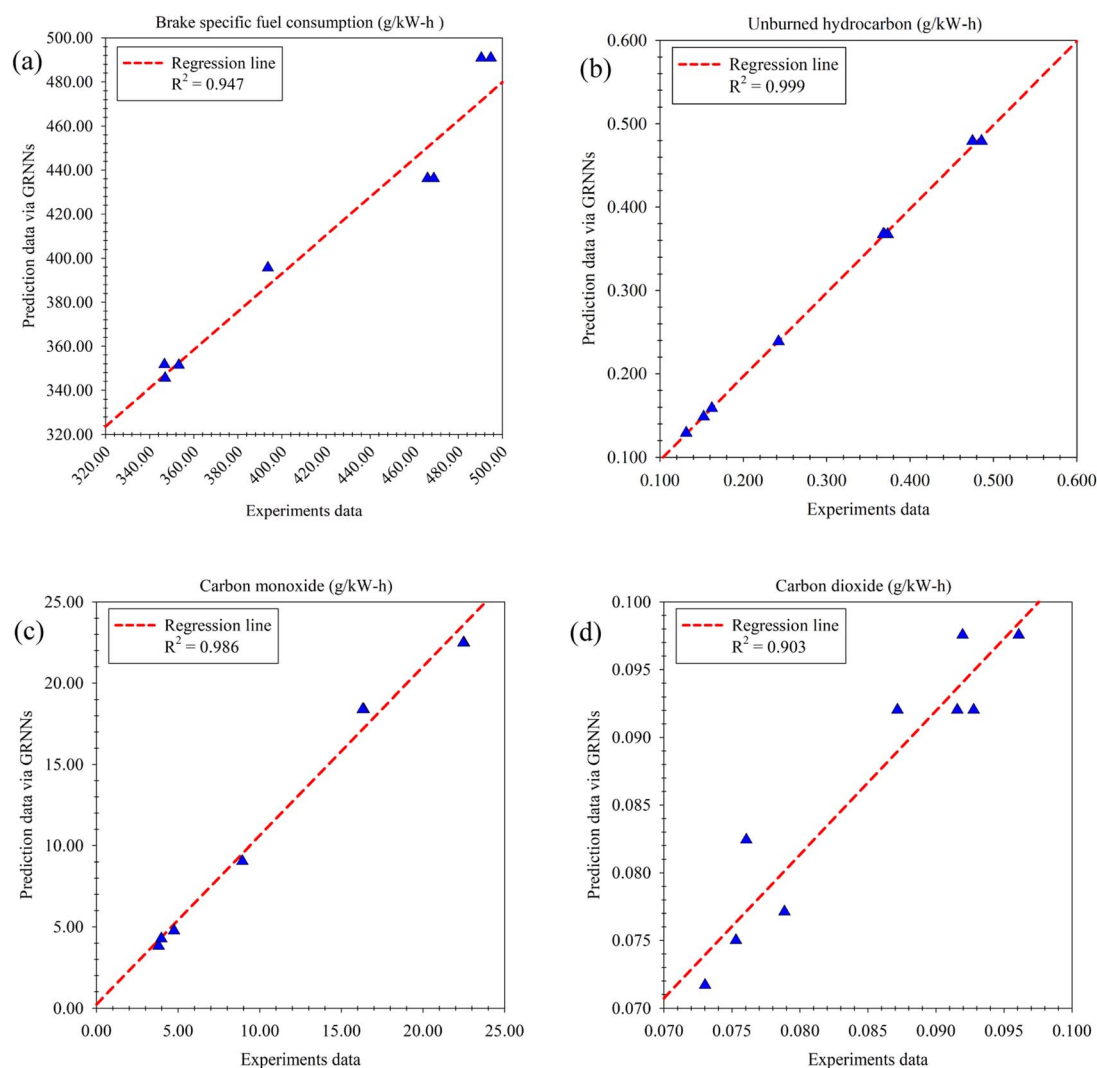 Brake specific fuel consumption (g/kW-h )
(a)
500.00
480.00
460.00
440.00
420.00
400.00
380.00
360.00
340.00
320.00
Regression line
R² = 0.947
Prediction data via GRNNs
320.00
340.00
360.00
380.00
400.00
420.00
440.00
460.00
480.00
500.00
Experiments data
Unburned hydrocarbon (g/kW-h)
(b)
0.600
0.500
0.400
0.300
0.200
0.100
Regression line
R² = 0.999
Prediction data via GRNNs
0.100 0.200 0.300 0.400 0.500 0.600
Experiments data
Carbon monoxide (g/kW-h)
(c)
25.00
20.00
15.00
10.00
5.00
0.00
Regression line
R² = 0.986
Prediction data via GRNNs
0.00 5.00 10.00 15.00 20.00 25.00
Experiments data
Carbon dioxide (g/kW-h)
(d)
0.100
0.095
0.090
0.085
0.080
0.075
0.070
Regression line
R² = 0.903
Prediction data via GRNNs
0.070 0.075 0.080 0.085 0.090 0.095 0.100
Experiments data